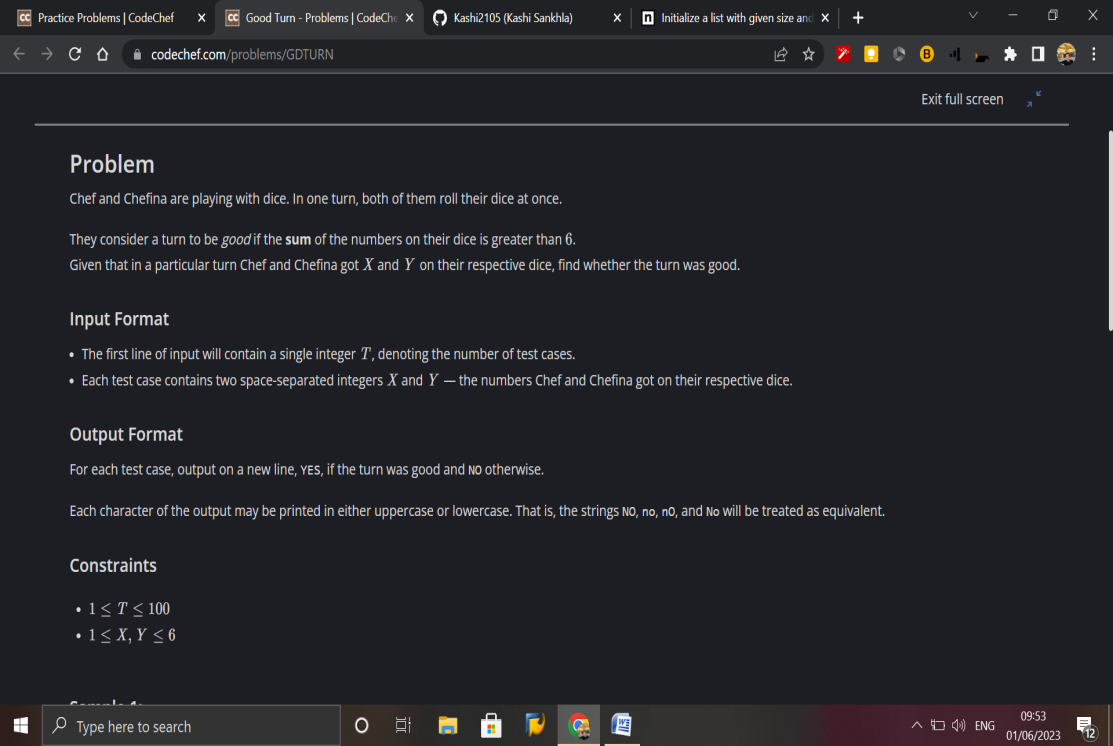 Practice Problems | CodeChef
Good Turn - Problems | CodeChe
Kashi2105 (Kashi Sankhla)
Initialize a list with given size and
codechef.com/problems/GDTURN
Exit full screen
Problem
Chef and Chefina are playing with dice. In one turn, both of them roll their dice at once.
They consider a turn to be good if the sum of the numbers on their dice is greater than 6.
Given that in a particular turn Chef and Chefina got X and Y on their respective dice, find whether the turn was good.
Input Format
• The first line of input will contain a single integer T, denoting the number of test cases.
• Each test case contains two space-separated integers X and Y — the numbers Chef and Chefina got on their respective dice.
Output Format
For each test case, output on a new line, YES, if the turn was good and NO otherwise.
Each character of the output may be printed in either uppercase or lowercase. That is, the strings NO, no, nO, and No will be treated as equivalent.
Constraints
• 1 ≤ T ≤ 100
• 1 ≤ X, Y ≤ 6
Type here to search
ENG
09:53
01/06/2023
12